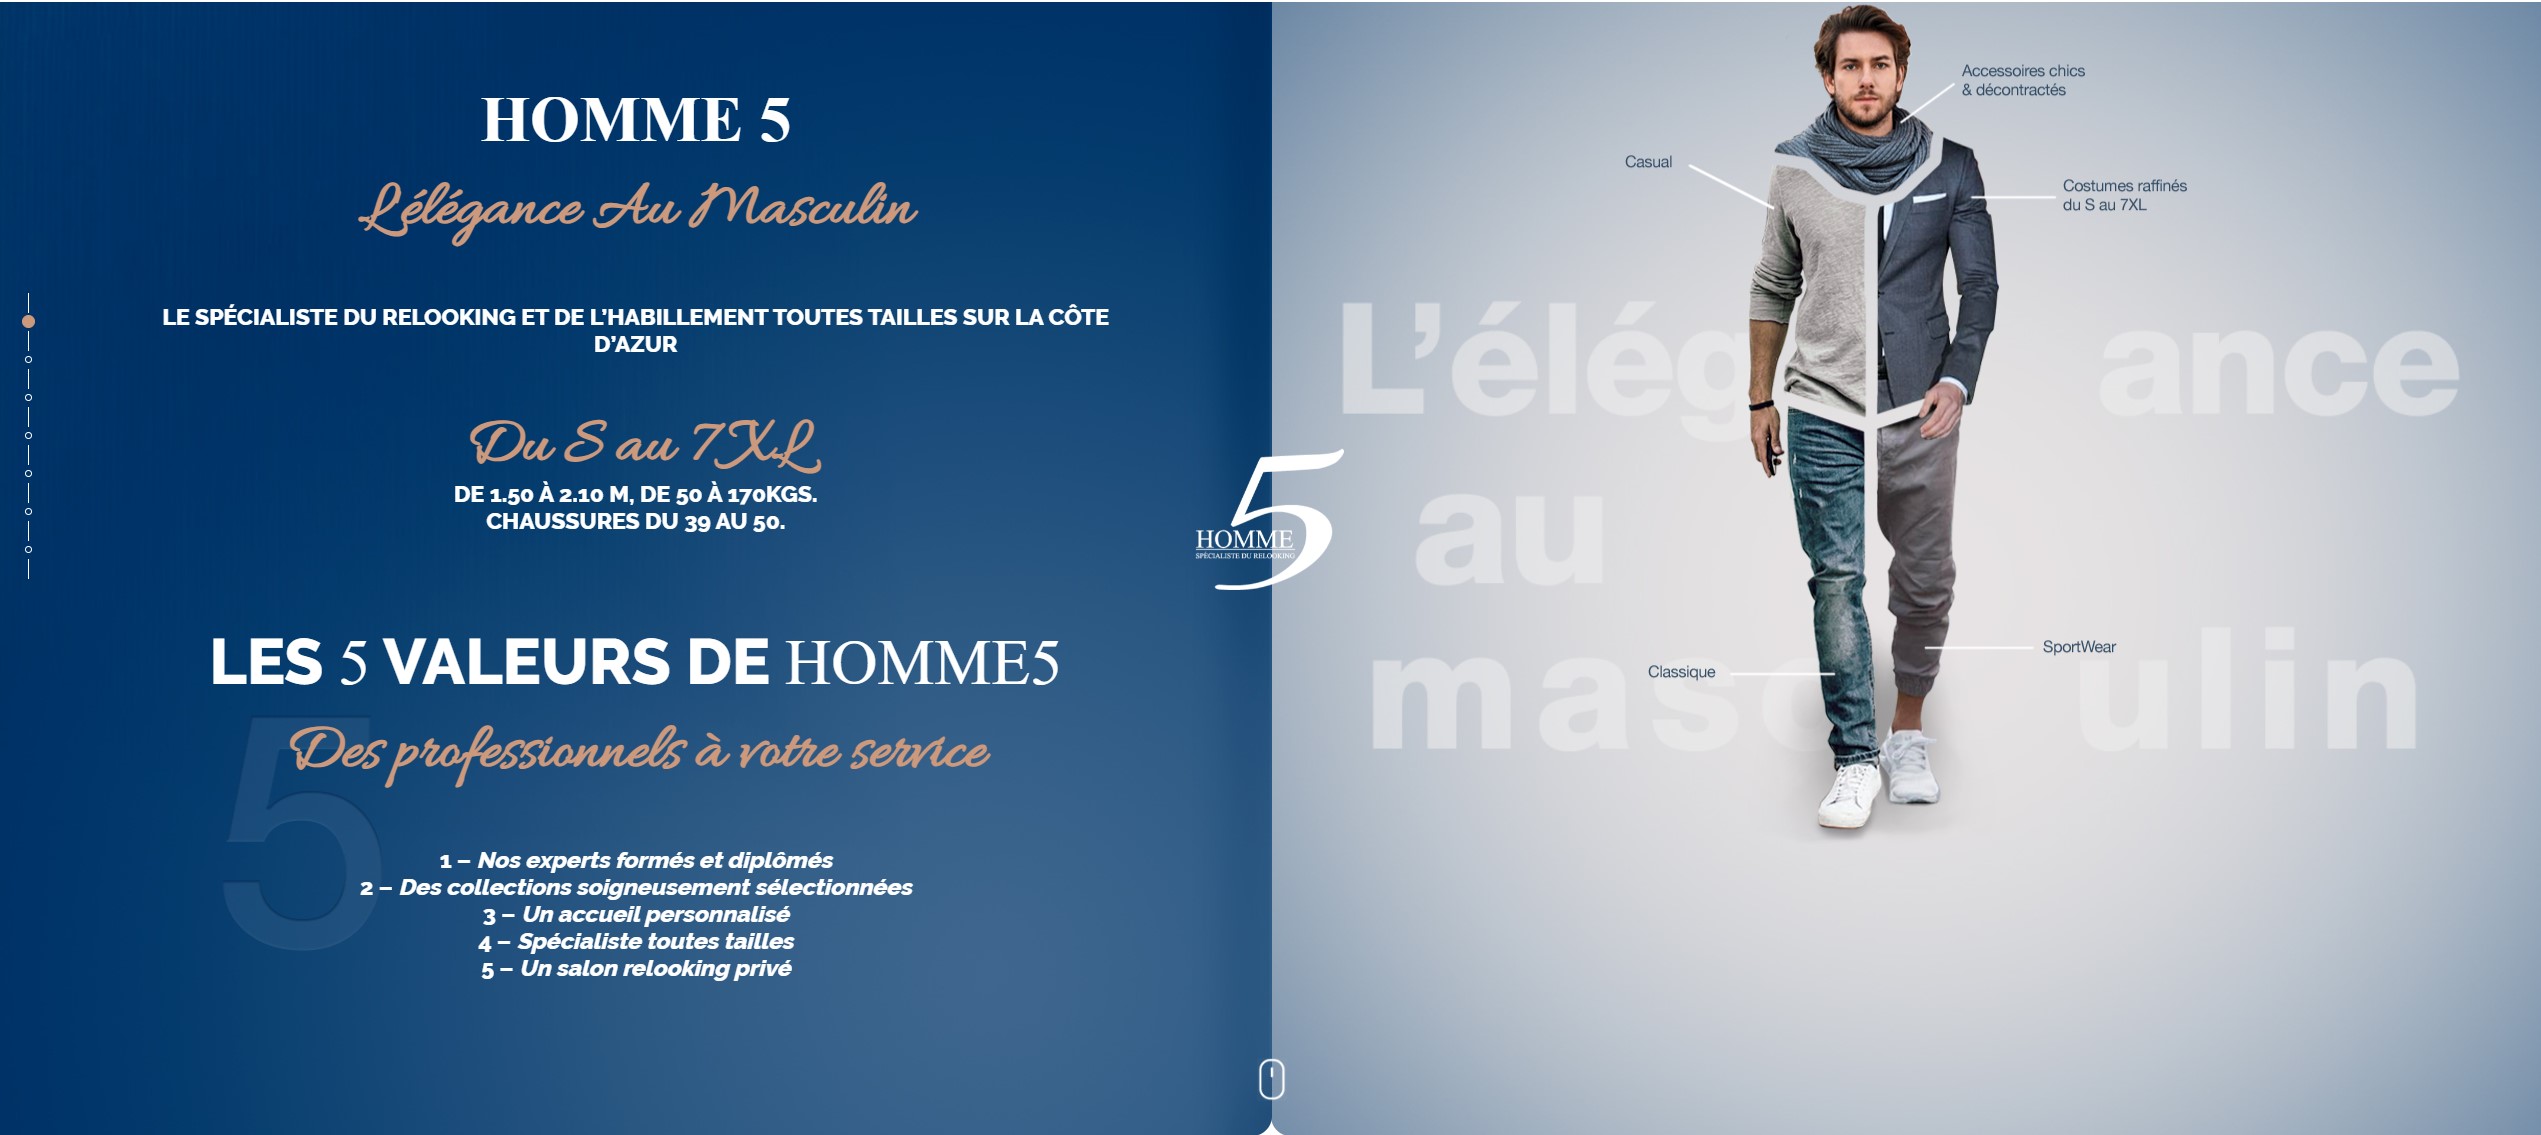 HOMME 5
L'élégance Au Masculin
LE SPÉCIALISTE DU RELOOKING ET DE L'HABILLEMENT TOUTES TAILLES SUR LA CÔTE
D'AZUR
Du S au 7XL
DE 1.50 À 2.10 M, DE 50 À 170KGS.
CHAUSSURES DU 39 AU 50.
LES 5 VALEURS DE HOMME5
Des professionnels à votre service
5
1 – Nos experts formés et diplômés
2 – Des collections soigneusement sélectionnées
3 – Un accueil personnalisé
4 – Spécialiste toutes tailles
5 – Un salon relooking privé
5
HOMME
SPÉCIALISTE DU RELOOKING
Accessoires chics
& décontractés
Casual
Costumes raffinés
du S au 7XL
L'élégance
au
masculin
SportWear
Classique